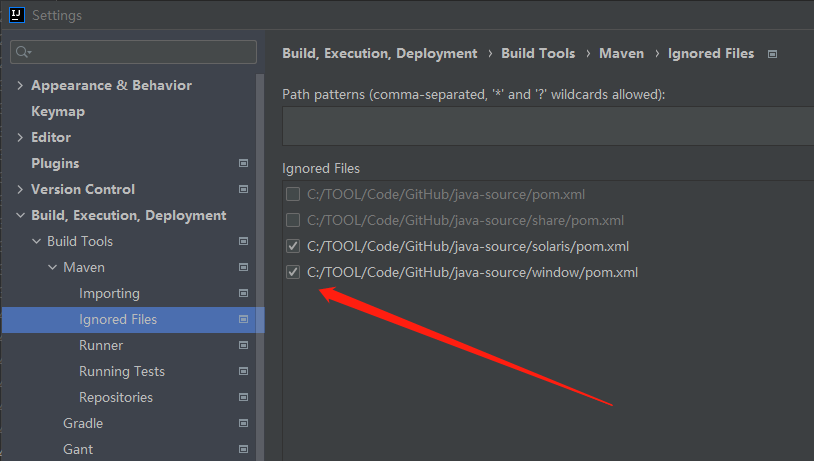 IJ
Settings
Appearance & Behavior
Keymap
Editor
Plugins
Version Control
Build, Execution, Deployment
Build Tools
Maven
Importing
Ignored Files
Runner
Running Tests
Repositories
Gradle
Gant
Build, Execution, Deployment › Build Tools › Maven › Ignored Files
Path patterns (comma-separated, '*' and '?' wildcards allowed):
Ignored Files
C:/TOOL/Code/GitHub/java-source/pom.xml
C:/TOOL/Code/GitHub/java-source/share/pom.xml
C:/TOOL/Code/GitHub/java-source/solaris/pom.xml
C:/TOOL/Code/GitHub/java-source/window/pom.xml